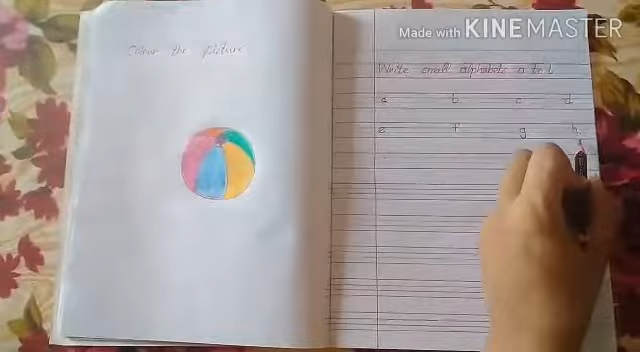 Made with KINEMASTER
Colour the picture
Write small alphabets a to l
a b c d
e f g h